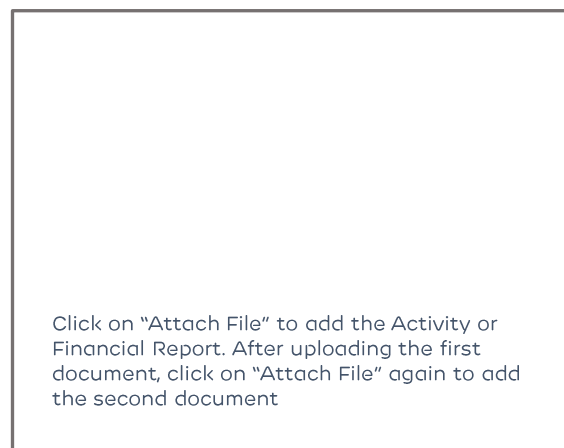 Click on “Attach File” to add the Activity or
Financial Report. After uploading the first
document, click on “Attach File” again to add
the second document